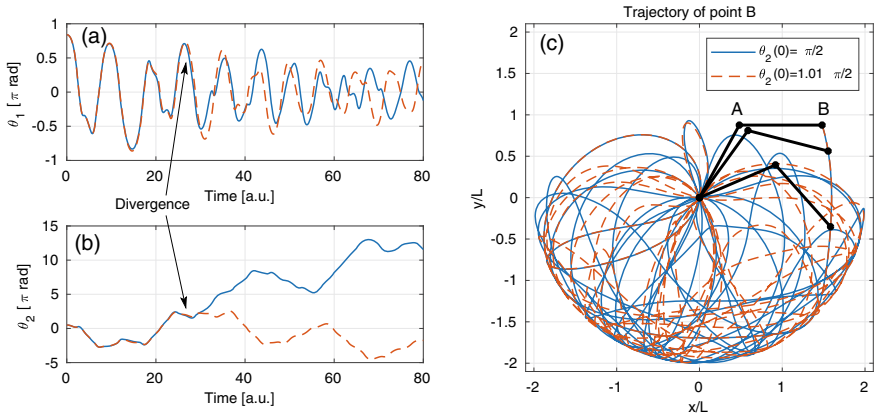 (a)
1
0.5
0
-0.5
-1
θ1 [ π rad]
0 20 40 60 80
Time [a.u.]
Divergence
(b)
15
10
5
0
-5
θ2 [ π rad]
0 20 40 60 80
Time [a.u.]
Trajectory of point B
(c)
θ2(0)= π/2
θ2(0)=1.01 π/2
A B
2
1.5
1
0.5
0
-0.5
-1
-1.5
-2
y/L
-2 -1 0 1 2
x/L